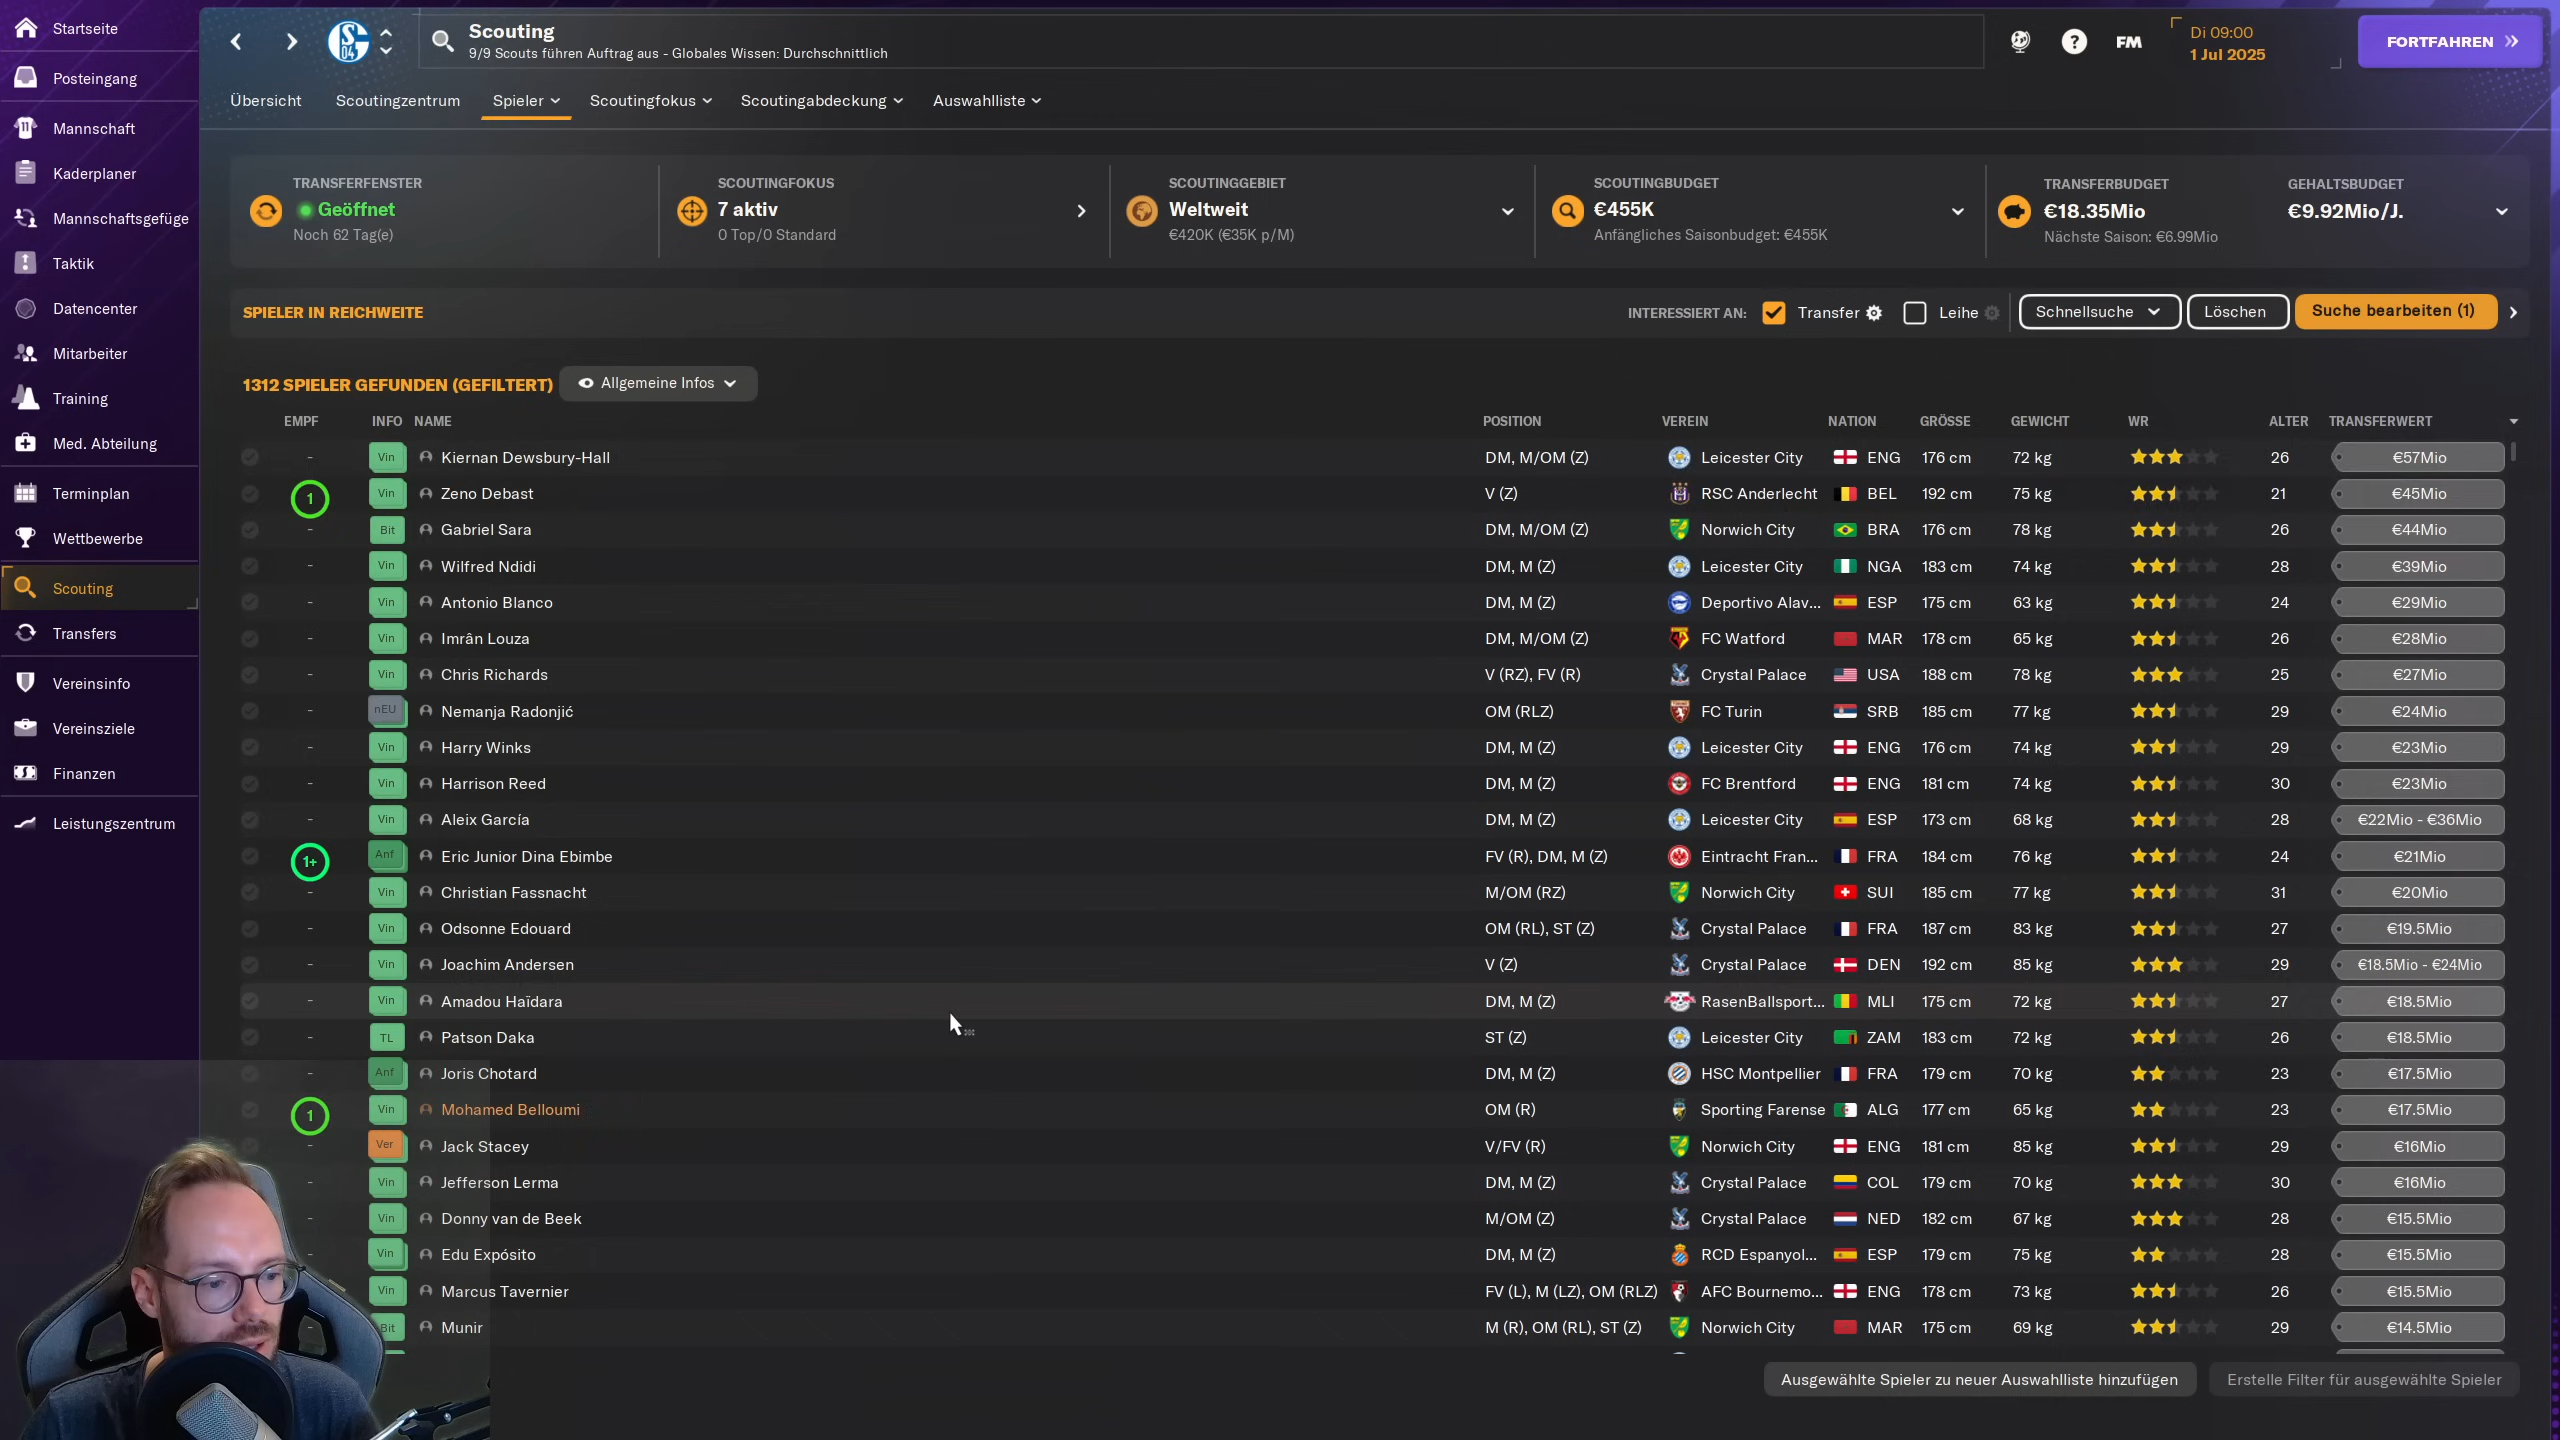 Startseite
Posteingang
Mannschaft
Kaderplaner
Mannschaftsgefüge
Taktik
Datencenter
Mitarbeiter
Training
Med. Abteilung
Terminplan
Wettbewerbe
Scouting
Transfers
Vereinsinfo
Vereinsziele
Finanzen
Leistungszentrum
Scouting
9/9 Scouts führen Auftrag aus - Globales Wissen: Durchschnittlich
? FM
Di 09:00
1 Jul 2025
FORTFAHREN
Übersicht Scoutingzentrum Spieler Scoutingfokus Scoutingabdeckung Auswahlliste
TRANSFERFENSTER
Geöffnet
Noch 62 Tag(e)
SCOUTINGFOKUS
7 aktiv
0 Top/0 Standard
SCOUTINGGEBIET
Weltweit
€420K (€35K p/M)
SCOUTINGBUDGET
€455K
Anfängliches Saisonbudget: €455K
TRANSFERBUDGET
€18.35Mio
Nächste Saison: €6.99Mio
GEHALTSBUDGET
€9.92Mio/J.
SPIELER IN REICHWEITE
INTERESSIERT AN: Transfer Leihe Schnellsuche Löschen Suche bearbeiten (1)
1312 SPIELER GEFUNDEN (GEFILTERT) Allgemeine Infos
EMPF INFO NAME POSITION VEREIN NATION GRÖSSE GEWICHT WR ALTER TRANSFERWERT
- Vin Kiernan Dewsbury-Hall DM, M/OM (Z) Leicester City ENG 176 cm 72 kg 26 €57Mio
1 Vin Zeno Debast V (Z) RSC Anderlecht BEL 192 cm 75 kg 21 €45Mio
- Bit Gabriel Sara DM, M/OM (Z) Norwich City BRA 176 cm 78 kg 26 €44Mio
- Vin Wilfred Ndidi DM, M (Z) Leicester City NGA 183 cm 74 kg 28 €39Mio
- Vin Antonio Blanco DM, M (Z) Deportivo Alav... ESP 175 cm 63 kg 24 €29Mio
- Vin Imrân Louza DM, M/OM (Z) FC Watford MAR 178 cm 65 kg 26 €28Mio
- Vin Chris Richards V (RZ), FV (R) Crystal Palace USA 188 cm 78 kg 25 €27Mio
- nEU Nemanja Radonjić OM (RLZ) FC Turin SRB 185 cm 77 kg 29 €24Mio
- Vin Harry Winks DM, M (Z) Leicester City ENG 176 cm 74 kg 29 €23Mio
- Vin Harrison Reed DM, M (Z) FC Brentford ENG 181 cm 74 kg 30 €23Mio
- Vin Aleix García DM, M (Z) Leicester City ESP 173 cm 68 kg 28 €22Mio - €36Mio
1+ Anf Eric Junior Dina Ebimbe FV (R), DM, M (Z) Eintracht Fran... FRA 184 cm 76 kg 24 €21Mio
- Vin Christian Fassnacht M/OM (RZ) Norwich City SUI 185 cm 77 kg 31 €20Mio
- Vin Odsonne Edouard OM (RL), ST (Z) Crystal Palace FRA 187 cm 83 kg 27 €19.5Mio
- Vin Joachim Andersen V (Z) Crystal Palace DEN 192 cm 85 kg 29 €18.5Mio - €24Mio
- Vin Amadou Haïdara DM, M (Z) RasenBallsport... MLI 175 cm 72 kg 27 €18.5Mio
- TL Patson Daka ST (Z) Leicester City ZAM 183 cm 72 kg 26 €18.5Mio
- Anf Joris Chotard DM, M (Z) HSC Montpellier FRA 179 cm 70 kg 23 €17.5Mio
1 Vin Mohamed Belloumi OM (R) Sporting Farense ALG 177 cm 65 kg 23 €17.5Mio
- Ver Jack Stacey V/FV (R) Norwich City ENG 181 cm 85 kg 29 €16Mio
- Vin Jefferson Lerma DM, M (Z) Crystal Palace COL 179 cm 70 kg 30 €16Mio
- Vin Donny van de Beek M/OM (Z) Crystal Palace NED 182 cm 67 kg 28 €15.5Mio
- Vin Edu Expósito DM, M (Z) RCD Espanyol... ESP 179 cm 75 kg 28 €15.5Mio
Vin Marcus Tavernier FV (L), M (LZ), OM (RLZ) AFC Bournemo... ENG 178 cm 73 kg 26 €15.5Mio
Bit Munir M (R), OM (RL), ST (Z) Norwich City MAR 175 cm 69 kg 29 €14.5Mio
Ausgewählte Spieler zu neuer Auswahlliste hinzufügen Erstelle Filter für ausgewählte Spieler